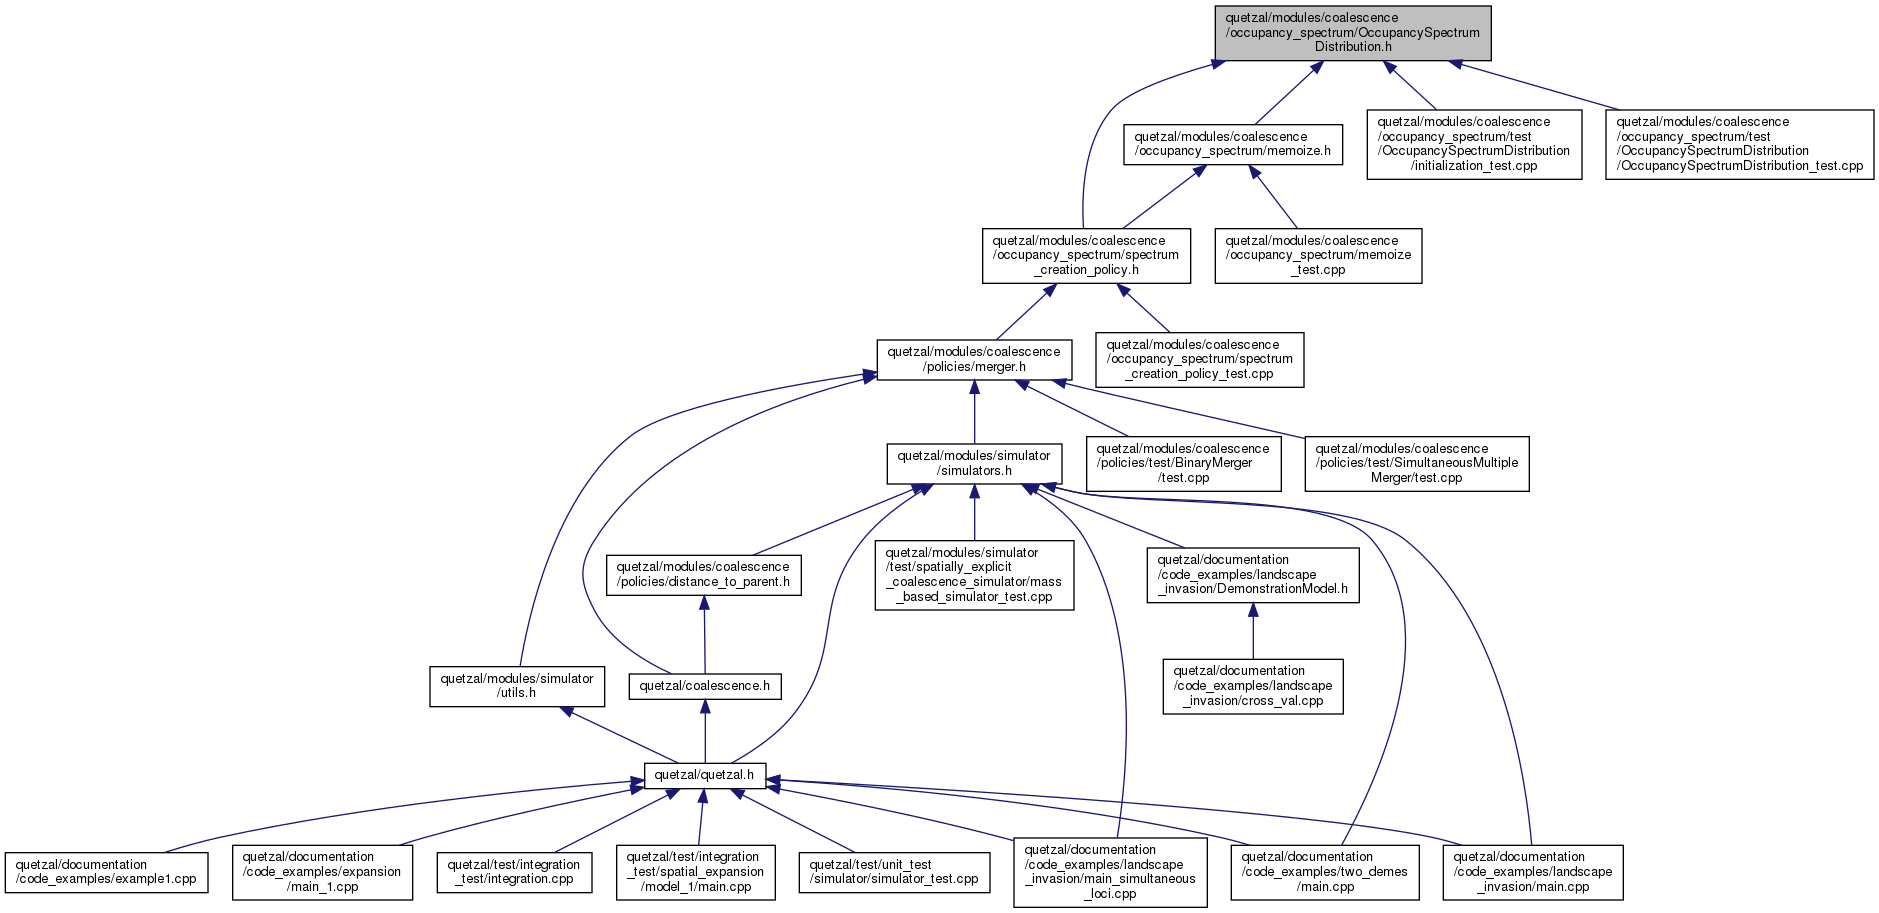 quetzal/modules/coalescence
/occupancy_spectrum/OccupancySpectrum
Distribution.h
quetzal/modules/coalescence
/occupancy_spectrum/memoize.h
quetzal/modules/coalescence
/occupancy_spectrum/test
/OccupancySpectrumDistribution
/initialization_test.cpp
quetzal/modules/coalescence
/occupancy_spectrum/test
/OccupancySpectrumDistribution
/OccupancySpectrumDistribution_test.cpp
quetzal/modules/coalescence
/occupancy_spectrum/spectrum
_creation_policy.h
quetzal/modules/coalescence
/occupancy_spectrum/memoize
_test.cpp
quetzal/modules/coalescence
/policies/merger.h
quetzal/modules/coalescence
/occupancy_spectrum/spectrum
_creation_policy_test.cpp
quetzal/modules/simulator
/simulators.h
quetzal/modules/coalescence
/policies/test/BinaryMerger
/test.cpp
quetzal/modules/coalescence
/policies/test/SimultaneousMultiple
Merger/test.cpp
quetzal/modules/coalescence
/policies/distance_to_parent.h
quetzal/modules/simulator
/test/spatially_explicit
_coalescence_simulator/mass
_based_simulator_test.cpp
quetzal/documentation
/code_examples/landscape
_invasion/DemonstrationModel.h
quetzal/modules/simulator
/utils.h
quetzal/coalescence.h
quetzal/documentation
/code_examples/landscape
_invasion/cross_val.cpp
quetzal/quetzal.h
quetzal/documentation
/code_examples/example1.cpp
quetzal/documentation
/code_examples/expansion
/main_1.cpp
quetzal/test/integration
_test/integration.cpp
quetzal/test/integration
_test/spatial_expansion
/model_1/main.cpp
quetzal/test/unit_test
/simulator/simulator_test.cpp
quetzal/documentation
/code_examples/landscape
_invasion/main_simultaneous
_loci.cpp
quetzal/documentation
/code_examples/two_demes
/main.cpp
quetzal/documentation
/code_examples/landscape
_invasion/main.cpp